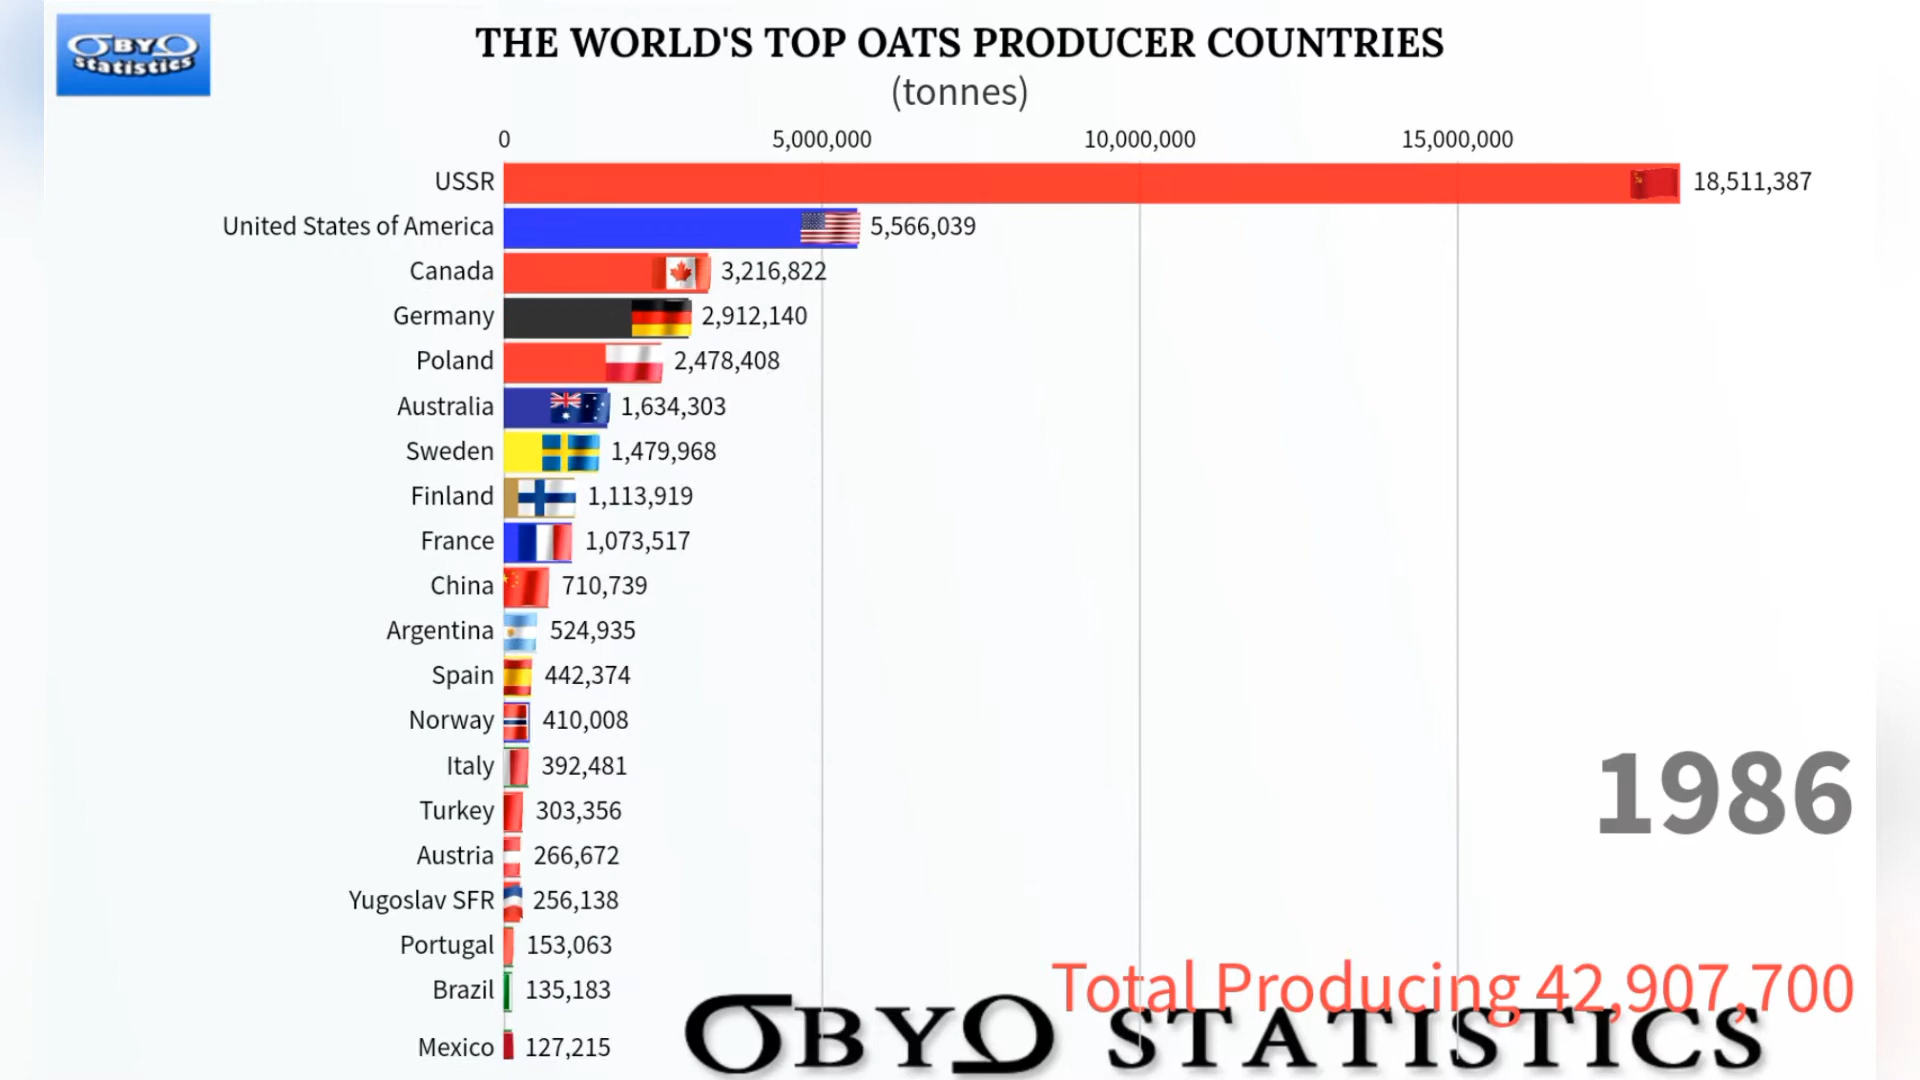 σBYΩ
statistics
THE WORLD'S TOP OATS PRODUCER COUNTRIES
(tonnes)
0 5,000,000 10,000,000 15,000,000
USSR 18,511,387
United States of America 5,566,039
Canada 3,216,822
Germany 2,912,140
Poland 2,478,408
Australia 1,634,303
Sweden 1,479,968
Finland 1,113,919
France 1,073,517
China 710,739
Argentina 524,935
Spain 442,374
Norway 410,008
Italy 392,481
Turkey 303,356
Austria 266,672
Yugoslav SFR 256,138
Portugal 153,063
Brazil 135,183
Mexico 127,215
1986
Total Producing 42,907,700
σBYΩ STATISTICS